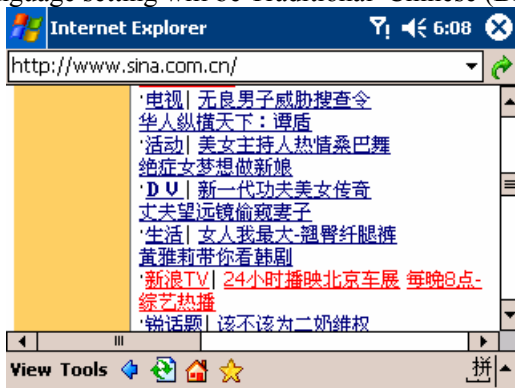 Internet Explorer 6:08
http://www.sina.com.cn/
·电视| 无良男子威胁搜查令
华人纵横天下：谭盾
·活动| 美女主持人热情桑巴舞
绝症女梦想做新娘
·D V| 新一代功夫美女传奇
丈夫望远镜偷窥妻子
·生活| 女人我最大-翘臀纤腿裤
黄雅莉带你看韩剧
·新浪TV| 24小时播映北京车展 每晚8点-
综艺热播
·锐话题| 该不该为二奶维权
View Tools 拼